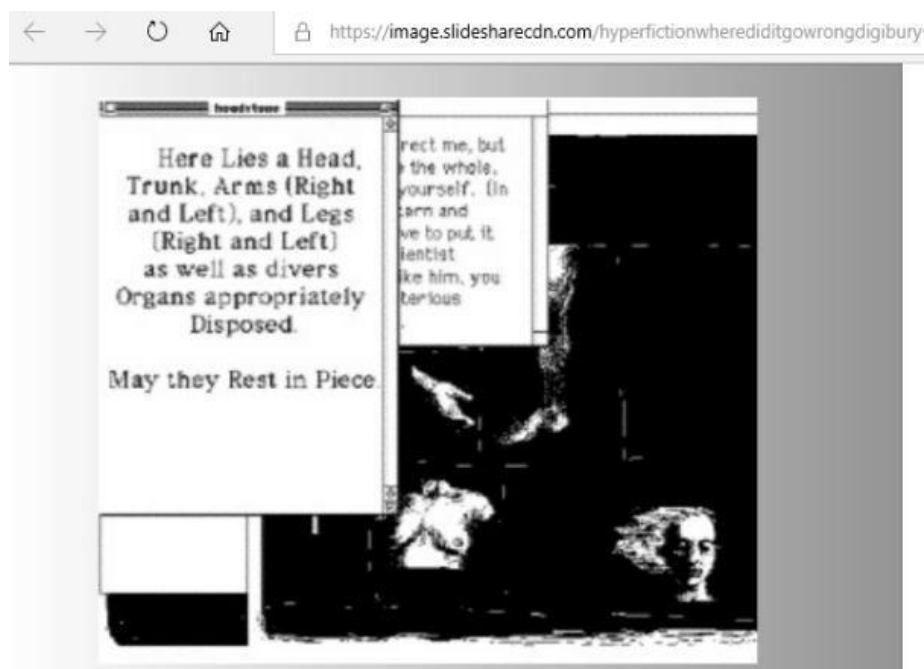 https://image.slidesharecdn.com/hyperfictionwherediditgowrongdigibury
headstone
Here Lies a Head,
Trunk, Arms (Right
and Left), and Legs
(Right and Left)
as well as divers
Organs appropriately
Disposed.
May they Rest in Piece.
rect me, but
the whole.
yourself. (In
tern and
ve to put it
ientist
ike him, you
terious